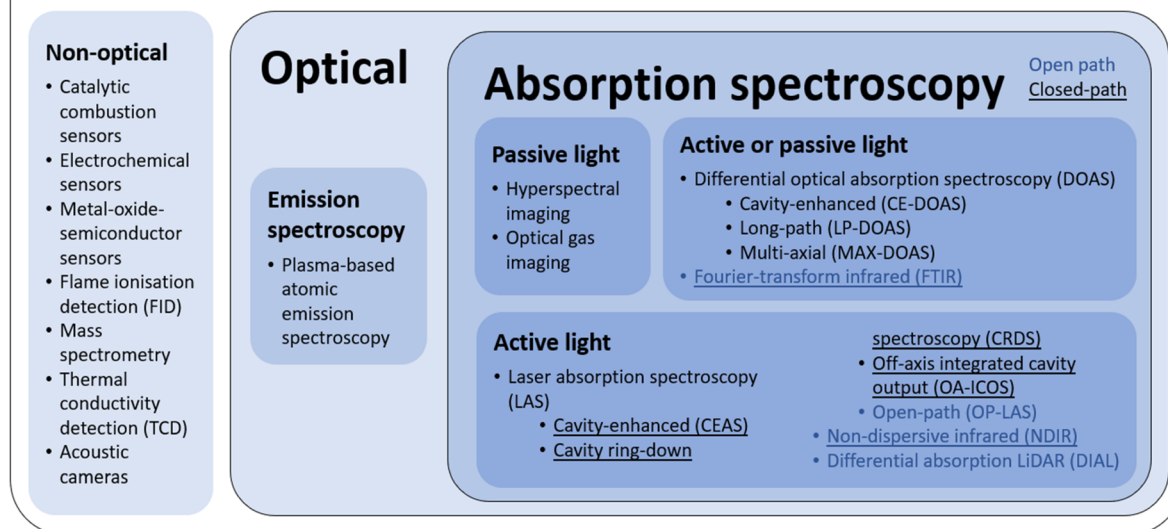 Non-optical
• Catalytic
combustion
sensors
• Electrochemical
sensors
• Metal-oxide-
semiconductor
sensors
• Flame ionisation
detection (FID)
• Mass
spectrometry
• Thermal
conductivity
detection (TCD)
• Acoustic
cameras
Optical
Emission
spectroscopy
• Plasma-based
atomic
emission
spectroscopy
Absorption spectroscopy
Open path
Closed-path
Passive light
• Hyperspectral
imaging
• Optical gas
imaging
Active or passive light
• Differential optical absorption spectroscopy (DOAS)
• Cavity-enhanced (CE-DOAS)
• Long-path (LP-DOAS)
• Multi-axial (MAX-DOAS)
• Fourier-transform infrared (FTIR)
Active light
• Laser absorption spectroscopy
(LAS)
• Cavity-enhanced (CEAS)
• Cavity ring-down
spectroscopy (CRDS)
• Off-axis integrated cavity
output (OA-ICOS)
• Open-path (OP-LAS)
• Non-dispersive infrared (NDIR)
• Differential absorption LiDAR (DIAL)